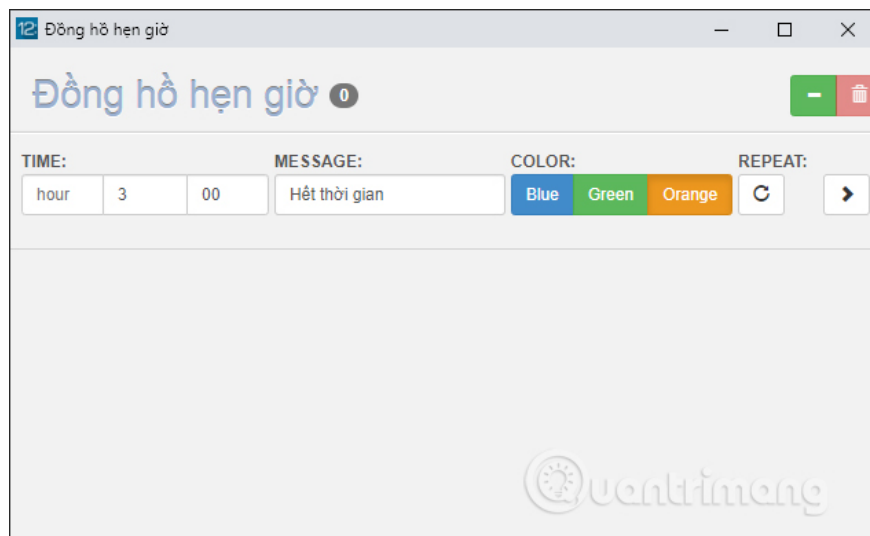 12 Đồng hồ hẹn giờ
Đồng hồ hẹn giờ 0
TIME: MESSAGE: COLOR: REPEAT:
hour 3 00 Hết thời gian Blue Green Orange
Quantrimang